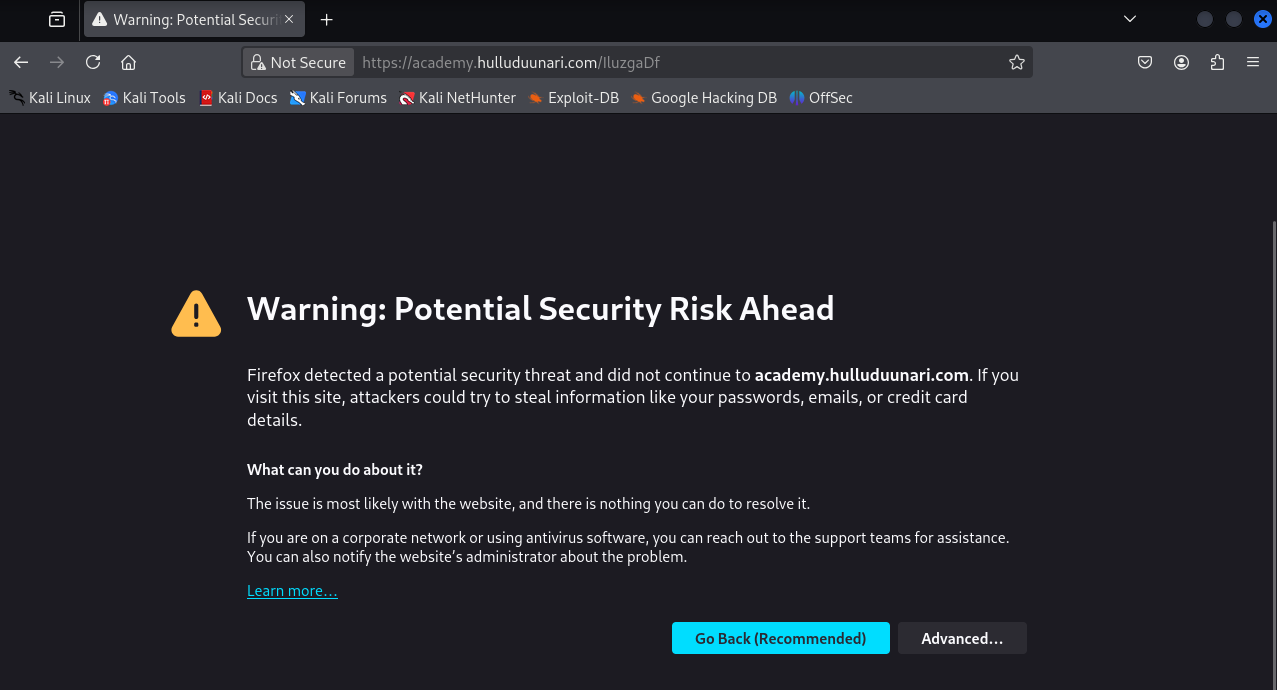 Warning: Potential Securi
Not Secure https://academy.hulluduunari.com/IluzgaDf
Kali Linux Kali Tools Kali Docs Kali Forums Kali NetHunter Exploit-DB Google Hacking DB OffSec
Warning: Potential Security Risk Ahead
Firefox detected a potential security threat and did not continue to academy.hulluduunari.com. If you
visit this site, attackers could try to steal information like your passwords, emails, or credit card
details.
What can you do about it?
The issue is most likely with the website, and there is nothing you can do to resolve it.
If you are on a corporate network or using antivirus software, you can reach out to the support teams for assistance.
You can also notify the website’s administrator about the problem.
Learn more…
Go Back (Recommended) Advanced…